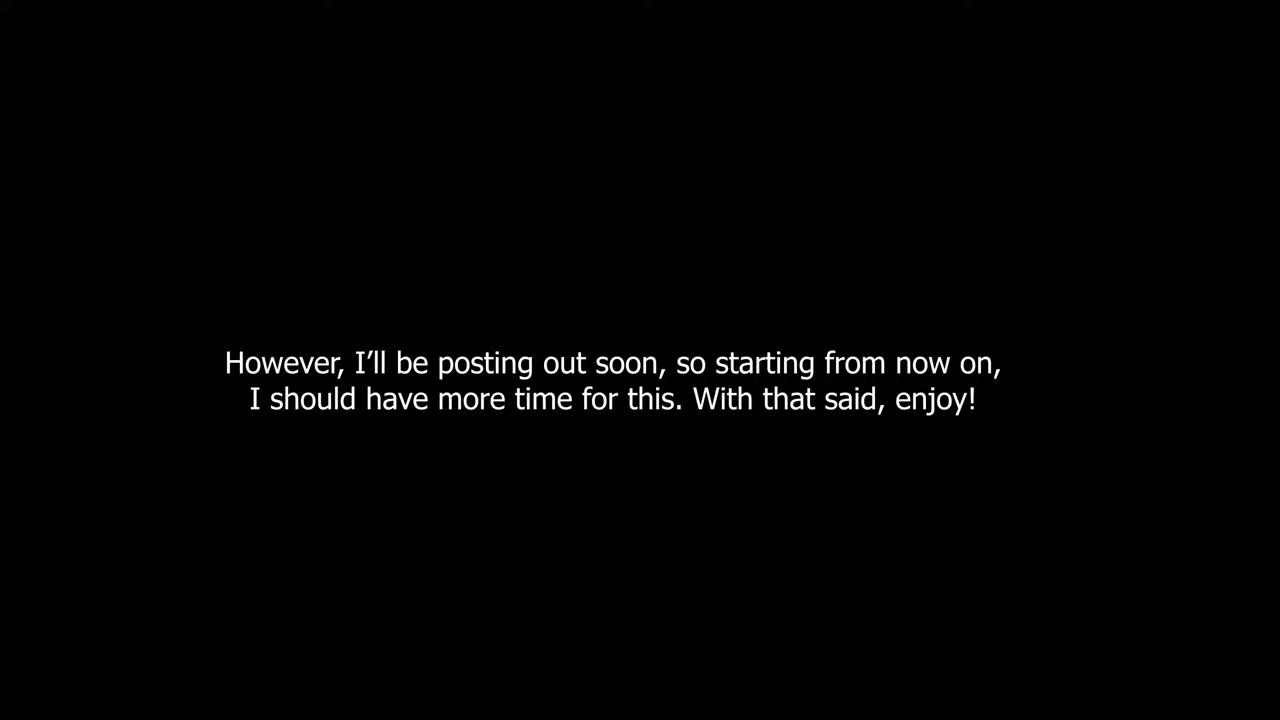 However, I’ll be posting out soon, so starting from now on,
I should have more time for this. With that said, enjoy!